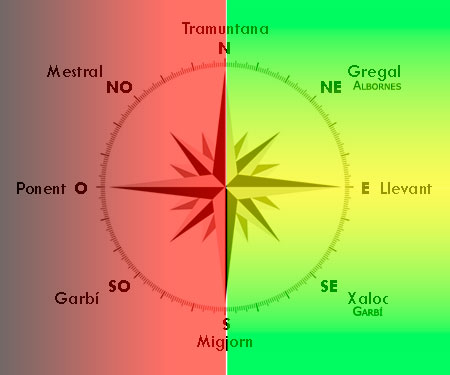 Tramuntana
N
Mestral
NO
Gregal
NE ALBORNES
Ponent O
E Llevant
SO
Garbí
SE
Xaloc
GARBÍ
S
Migjorn